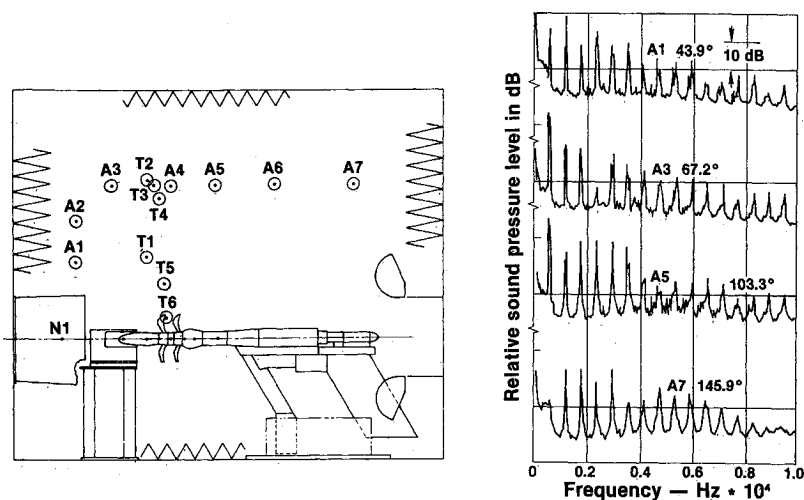 T2
A3
A4
A5
A6
A7
T3
T4
A2
A1
T1
T5
T6
N1
Relative sound pressure level in dB
A1 43.9°
10 dB
A3 67.2°
A5 103.3°
A7 145.9°
0 0.2 0.4 0.6 0.8 1.0
Frequency — Hz * 10⁴